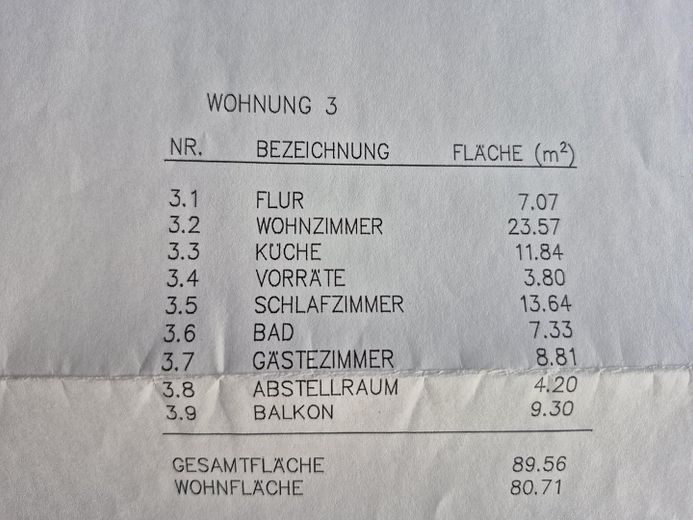 WOHNUNG 3
NR. BEZEICHNUNG FLÄCHE (m²)
3.1 FLUR 7.07
3.2 WOHNZIMMER 23.57
3.3 KÜCHE 11.84
3.4 VORRÄTE 3.80
3.5 SCHLAFZIMMER 13.64
3.6 BAD 7.33
3.7 GÄSTEZIMMER 8.81
3.8 ABSTELLRAUM 4.20
3.9 BALKON 9.30
GESAMTFLÄCHE 89.56
WOHNFLÄCHE 80.71